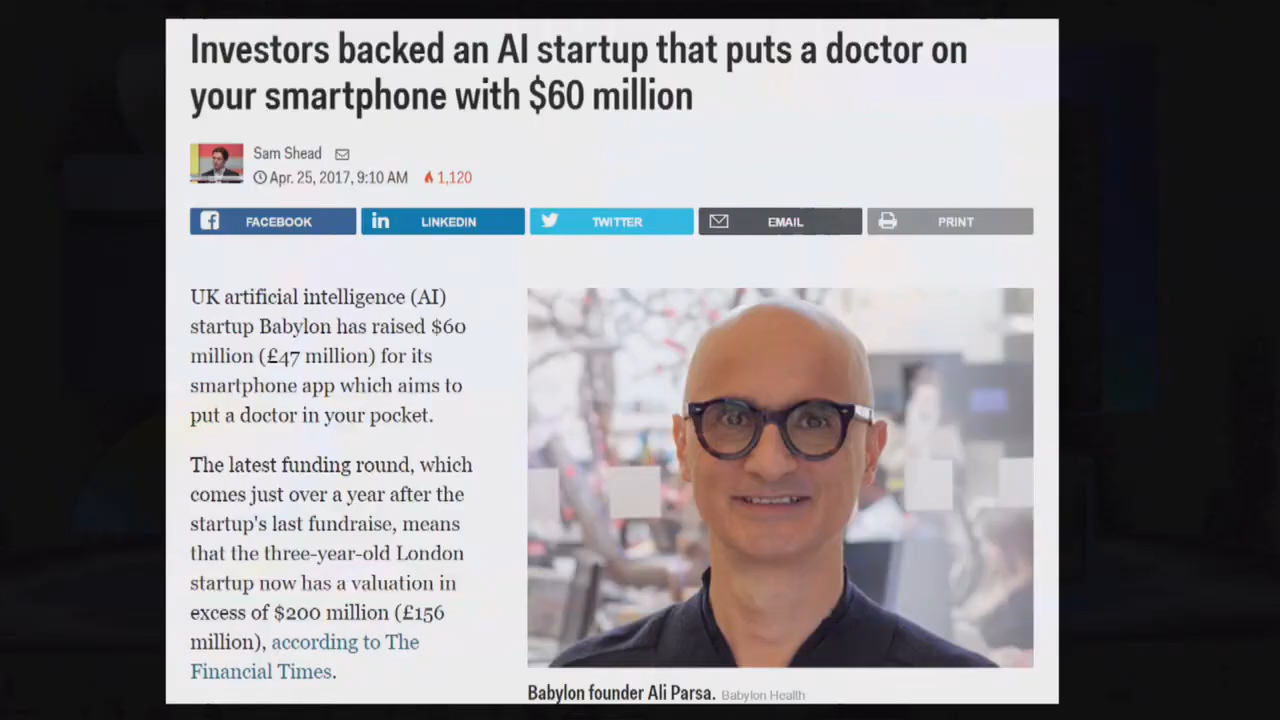 Investors backed an AI startup that puts a doctor on
your smartphone with $60 million
Sam Shead
Apr. 25, 2017, 9:10 AM 1,120
FACEBOOK
LINKEDIN
TWITTER
EMAIL
PRINT
UK artificial intelligence (AI)
startup Babylon has raised $60
million (£47 million) for its
smartphone app which aims to
put a doctor in your pocket.
The latest funding round, which
comes just over a year after the
startup's last fundraise, means
that the three-year-old London
startup now has a valuation in
excess of $200 million (£156
million), according to The
Financial Times.
Babylon founder Ali Parsa. Babylon Health